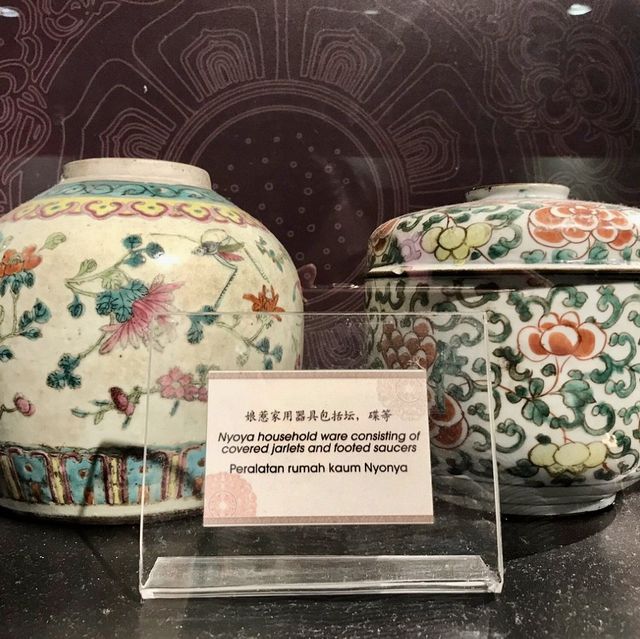 娘惹家用器具包括坛，碟等
Nyoya household ware consisting of
covered jarlets and footed saucers
Peralatan rumah kaum Nyonya